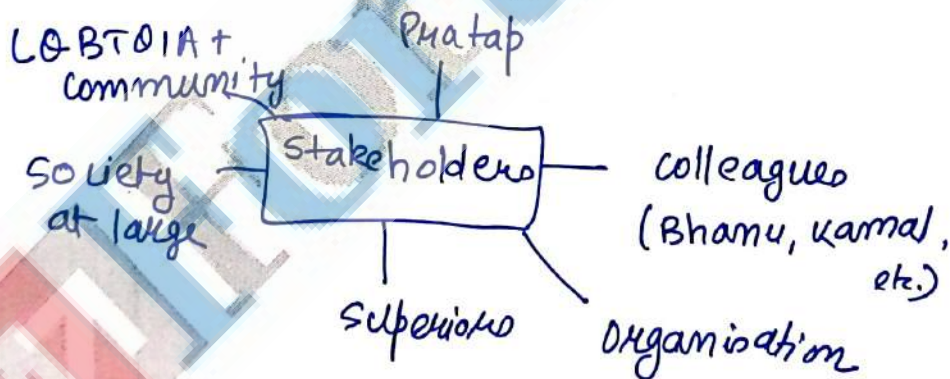 LGBTQIA+
Community
Pratap
Stakeholders
Society
at large
colleagues
(Bhanu, Kamal,
etc.)
Superiors
Organisation